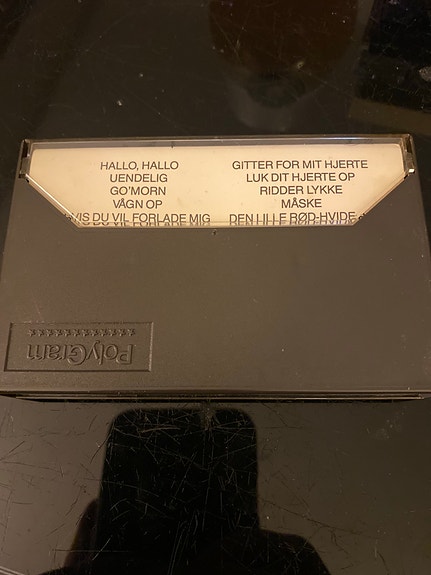 HALLO, HALLO
UENDELIG
GO'MORN
VÅGN OP
VIS DU VIL FORLADE MIG
GITTER FOR MIT HJERTE
LUK DIT HJERTE OP
RIDDER LYKKE
MÅSKE
DEN LILLE RØD-HVIDE
PolyGram